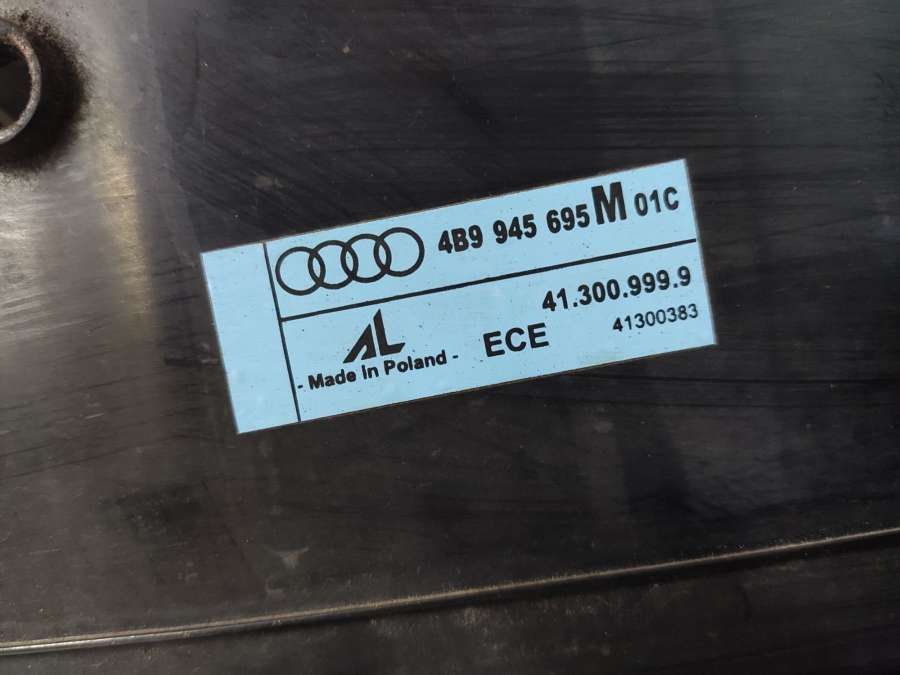 4B9 945 695 M 01C
41.300.999.9
AL
ECE
41300383
- Made In Poland -